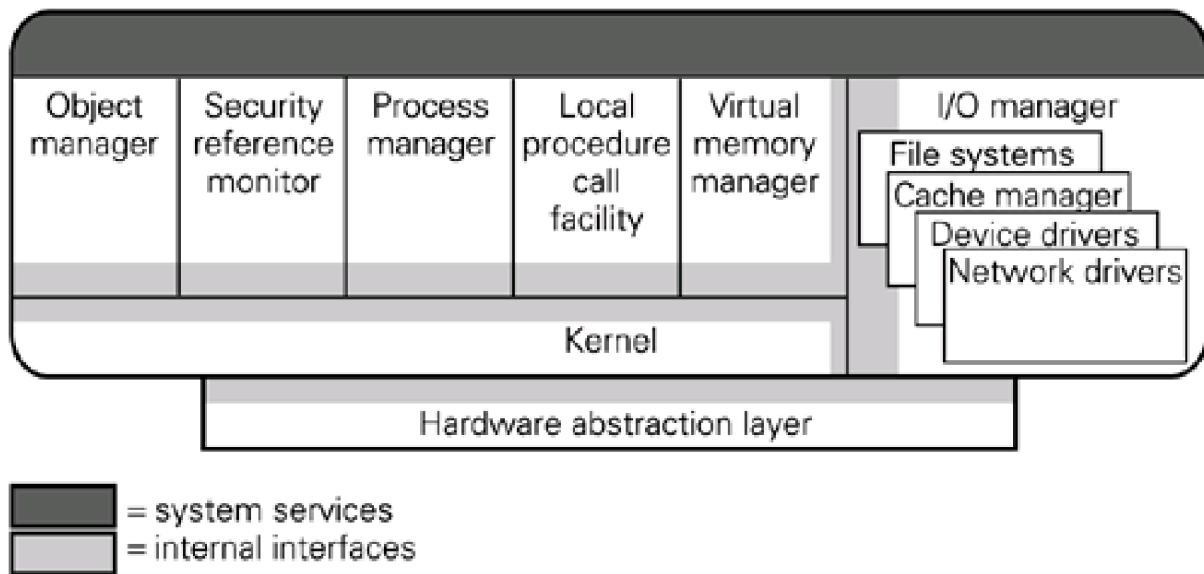 Object
manager
Security
reference
monitor
Process
manager
Local
procedure
call
facility
Virtual
memory
manager
I/O manager
File systems
Cache manager
Device drivers
Network drivers
Kernel
Hardware abstraction layer
= system services
= internal interfaces